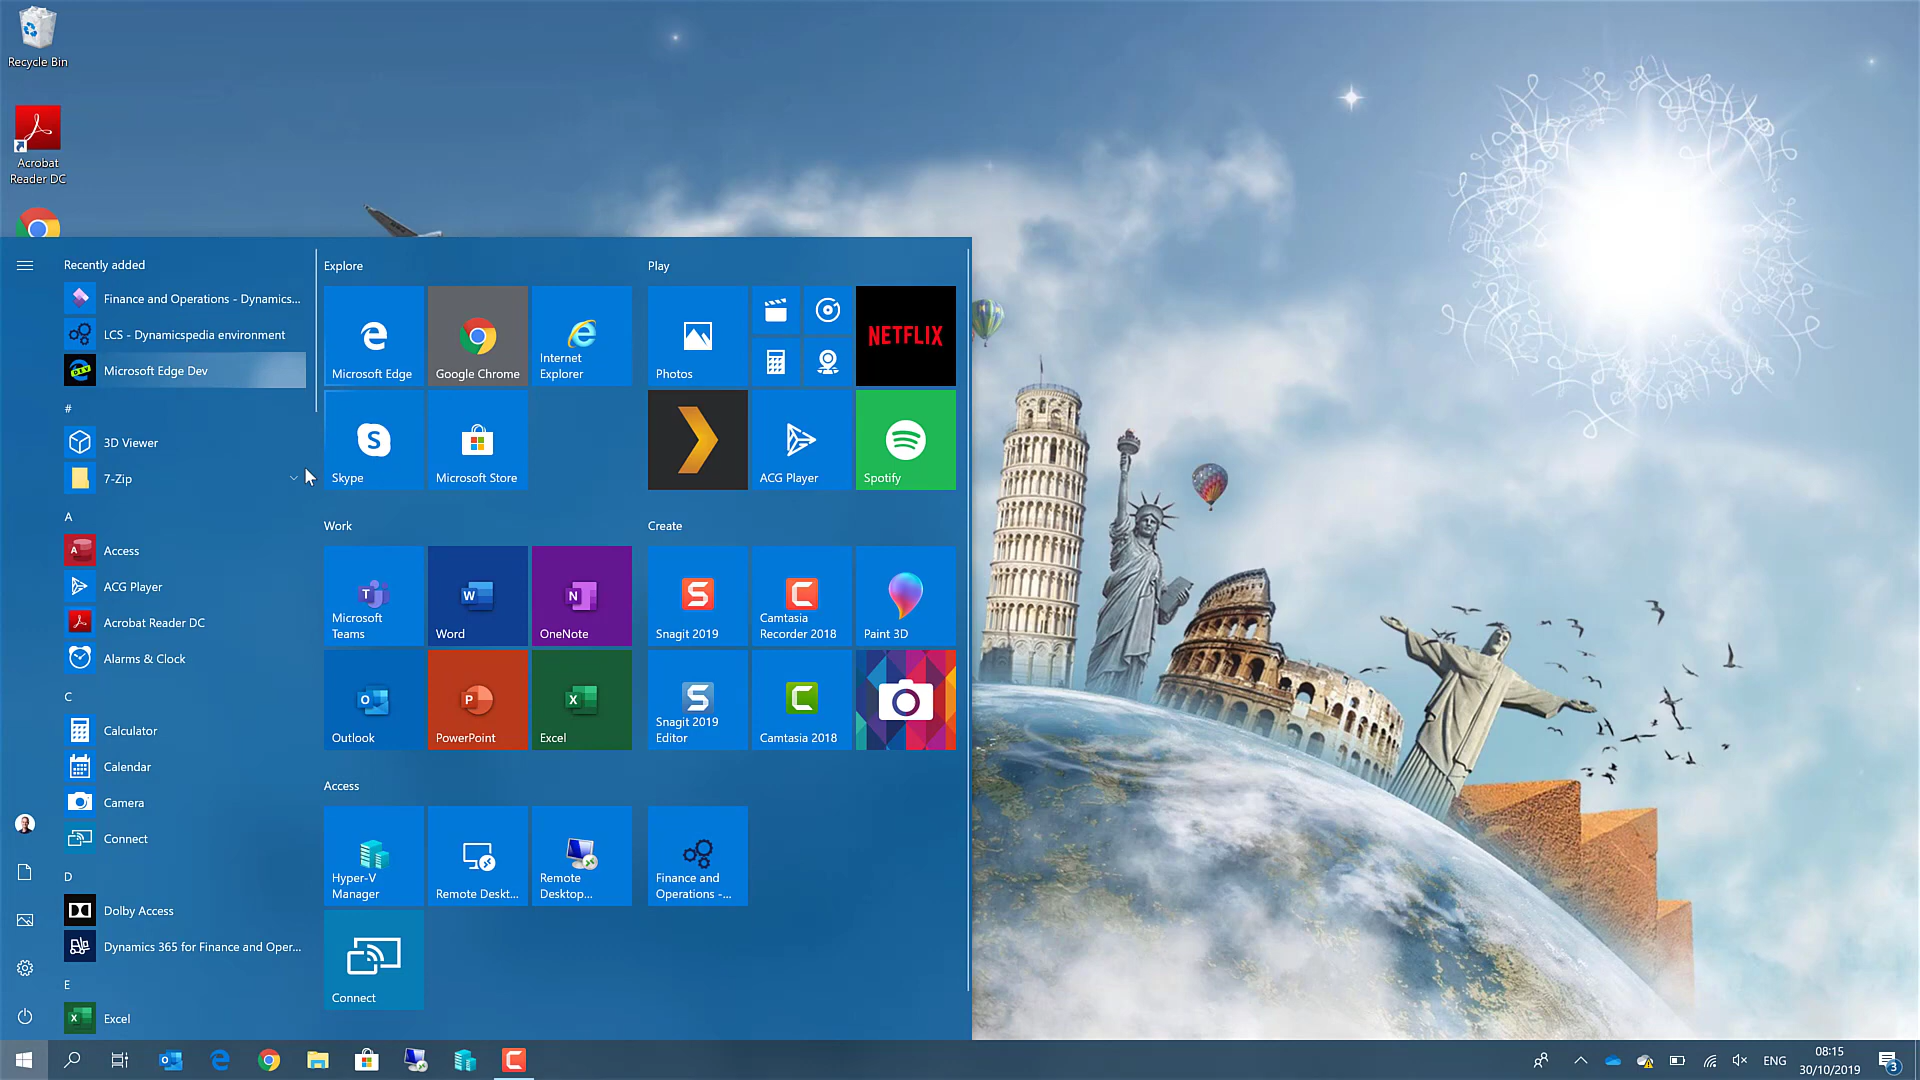 Recycle Bin
Acrobat
Reader DC
Recently added
Finance and Operations - Dynamics...
LCS - Dynamicspedia environment
DEV
Microsoft Edge Dev
#
3D Viewer
7-Zip
A
Access
ACG Player
Acrobat Reader DC
Alarms & Clock
C
Calculator
Calendar
Camera
Connect
D
Dolby Access
Dynamics 365 for Finance and Oper...
E
Excel
Explore
Microsoft Edge
Google Chrome
Internet
Explorer
Skype
Microsoft Store
Play
Photos
NETFLIX
ACG Player
Spotify
Work
Microsoft
Teams
Word
OneNote
Outlook
PowerPoint
Excel
Create
Snagit 2019
Camtasia
Recorder 2018
Paint 3D
Snagit 2019
Editor
Camtasia 2018
Access
Hyper-V
Manager
Remote Deskt...
Remote
Desktop...
Finance and
Operations -...
Connect
ENG
08:15
30/10/2019
3